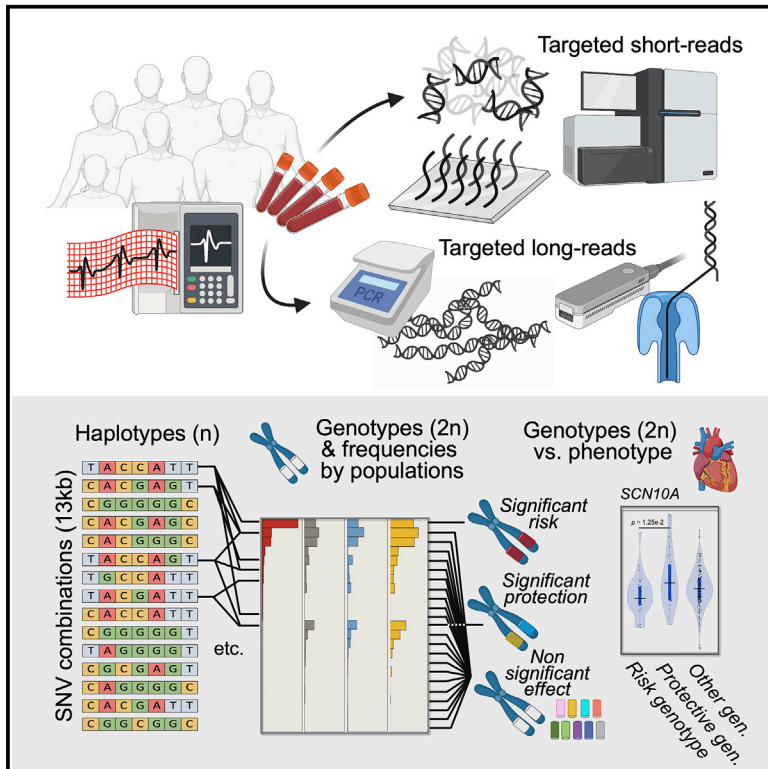 Targeted short-reads
Targeted long-reads
PCR
Haplotypes (n)
Genotypes (2n)
& frequencies
by populations
Genotypes (2n)
vs. phenotype
SNV combinations (13kb)
T A C C A T T
C A C G A G T
C G G G G G C
C A C G A G C
C A C G G G C
T A C C A G T
T G C C A T T
T A C G A T T
C A C C A T T
C G G G G G T
T A G G G G T
C G C G A G T
C A G G G G C
C A C G A T T
C G G C G G C
etc.
Significant
risk
Significant
protection
Non
significant
effect
SCN10A
p = 1.25e-2
Risk genotype
Protective gen.
Other gen.